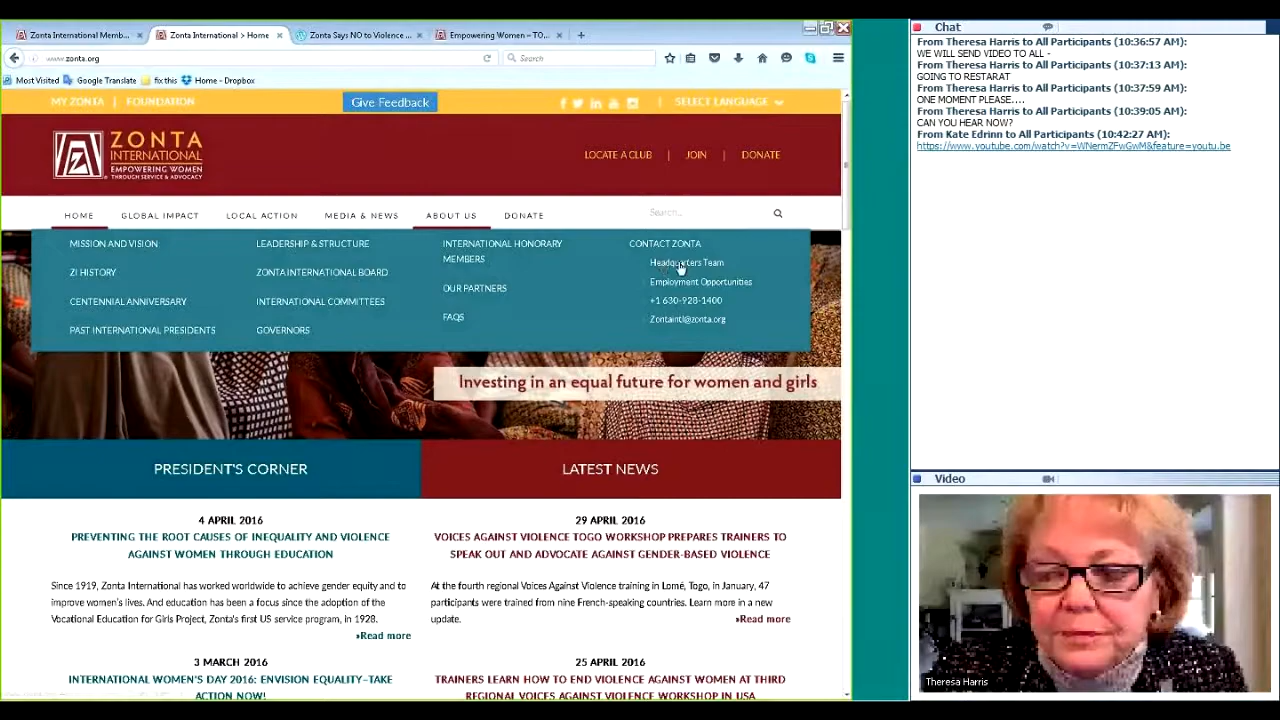 Zonta International Memb...
Zonta International > Home
Zonta Says NO to Violence ...
Empowering Women – TO...
www.zonta.org
Search
Most Visited
Google Translate
fix this
Home - Dropbox
MY ZONTA | FOUNDATION
Give Feedback
SELECT LANGUAGE
ZONTA
INTERNATIONAL
EMPOWERING WOMEN
THROUGH SERVICE & ADVOCACY
LOCATE A CLUB | JOIN | DONATE
HOME
GLOBAL IMPACT
LOCAL ACTION
MEDIA & NEWS
ABOUT US
DONATE
Search...
MISSION AND VISION
ZI HISTORY
CENTENNIAL ANNIVERSARY
PAST INTERNATIONAL PRESIDENTS
LEADERSHIP & STRUCTURE
ZONTA INTERNATIONAL BOARD
INTERNATIONAL COMMITTEES
GOVERNORS
INTERNATIONAL HONORARY
MEMBERS
OUR PARTNERS
FAQS
CONTACT ZONTA
Headquarters Team
Employment Opportunities
+1 630-928-1400
Zontaintl@zonta.org
Investing in an equal future for women and girls
PRESIDENT'S CORNER
4 APRIL 2016
PREVENTING THE ROOT CAUSES OF INEQUALITY AND VIOLENCE
AGAINST WOMEN THROUGH EDUCATION
Since 1919, Zonta International has worked worldwide to achieve gender equity and to
improve women's lives. And education has been a focus since the adoption of the
Vocational Education for Girls Project, Zonta's first US service program, in 1928.
»Read more
3 MARCH 2016
INTERNATIONAL WOMEN'S DAY 2016: ENVISION EQUALITY–TAKE
ACTION NOW!
LATEST NEWS
29 APRIL 2016
VOICES AGAINST VIOLENCE TOGO WORKSHOP PREPARES TRAINERS TO
SPEAK OUT AND ADVOCATE AGAINST GENDER-BASED VIOLENCE
At the fourth regional Voices Against Violence training in Lomé, Togo, in January, 47
participants were trained from nine French-speaking countries. Learn more in a new
update.
»Read more
25 APRIL 2016
TRAINERS LEARN HOW TO END VIOLENCE AGAINST WOMEN AT THIRD
REGIONAL VOICES AGAINST VIOLENCE WORKSHOP IN USA
Chat
From Theresa Harris to All Participants (10:36:57 AM):
WE WILL SEND VIDEO TO ALL -
From Theresa Harris to All Participants (10:37:13 AM):
GOING TO RESTARAT
From Theresa Harris to All Participants (10:37:59 AM):
ONE MOMENT PLEASE....
From Theresa Harris to All Participants (10:39:05 AM):
CAN YOU HEAR NOW?
From Kate Edrinn to All Participants (10:42:27 AM):
https://www.youtube.com/watch?v=WNermZFwGwM&feature=youtu.be
Video
Theresa Harris